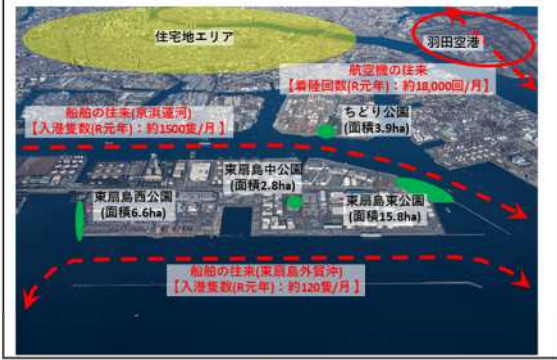 住宅地エリア
羽田空港
航空機の往来
【着陸回数(R元年)：約18,000回/月】
船舶の往来(京浜運河)
【入港隻数(R元年)：約1500隻/月】
ちどり公園
(面積3.9ha)
東扇島中公園
(面積2.8ha)
東扇島西公園
(面積6.6ha)
東扇島東公園
(面積15.8ha)
船舶の往来(東扇島外貿沖)
【入港隻数(R元年)：約120隻/月】